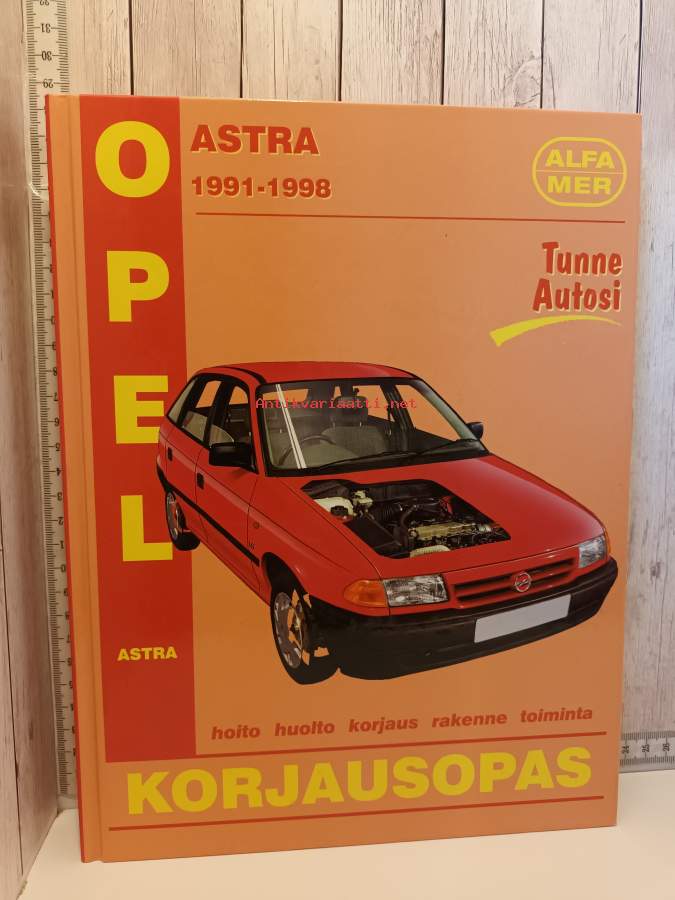 OPEL
ASTRA
1991-1998
ALFA
MER
Tunne
Autosi
Antikvariaatti.net
ASTRA
hoito huolto korjaus rakenne toiminta
KORJAUSOPAS